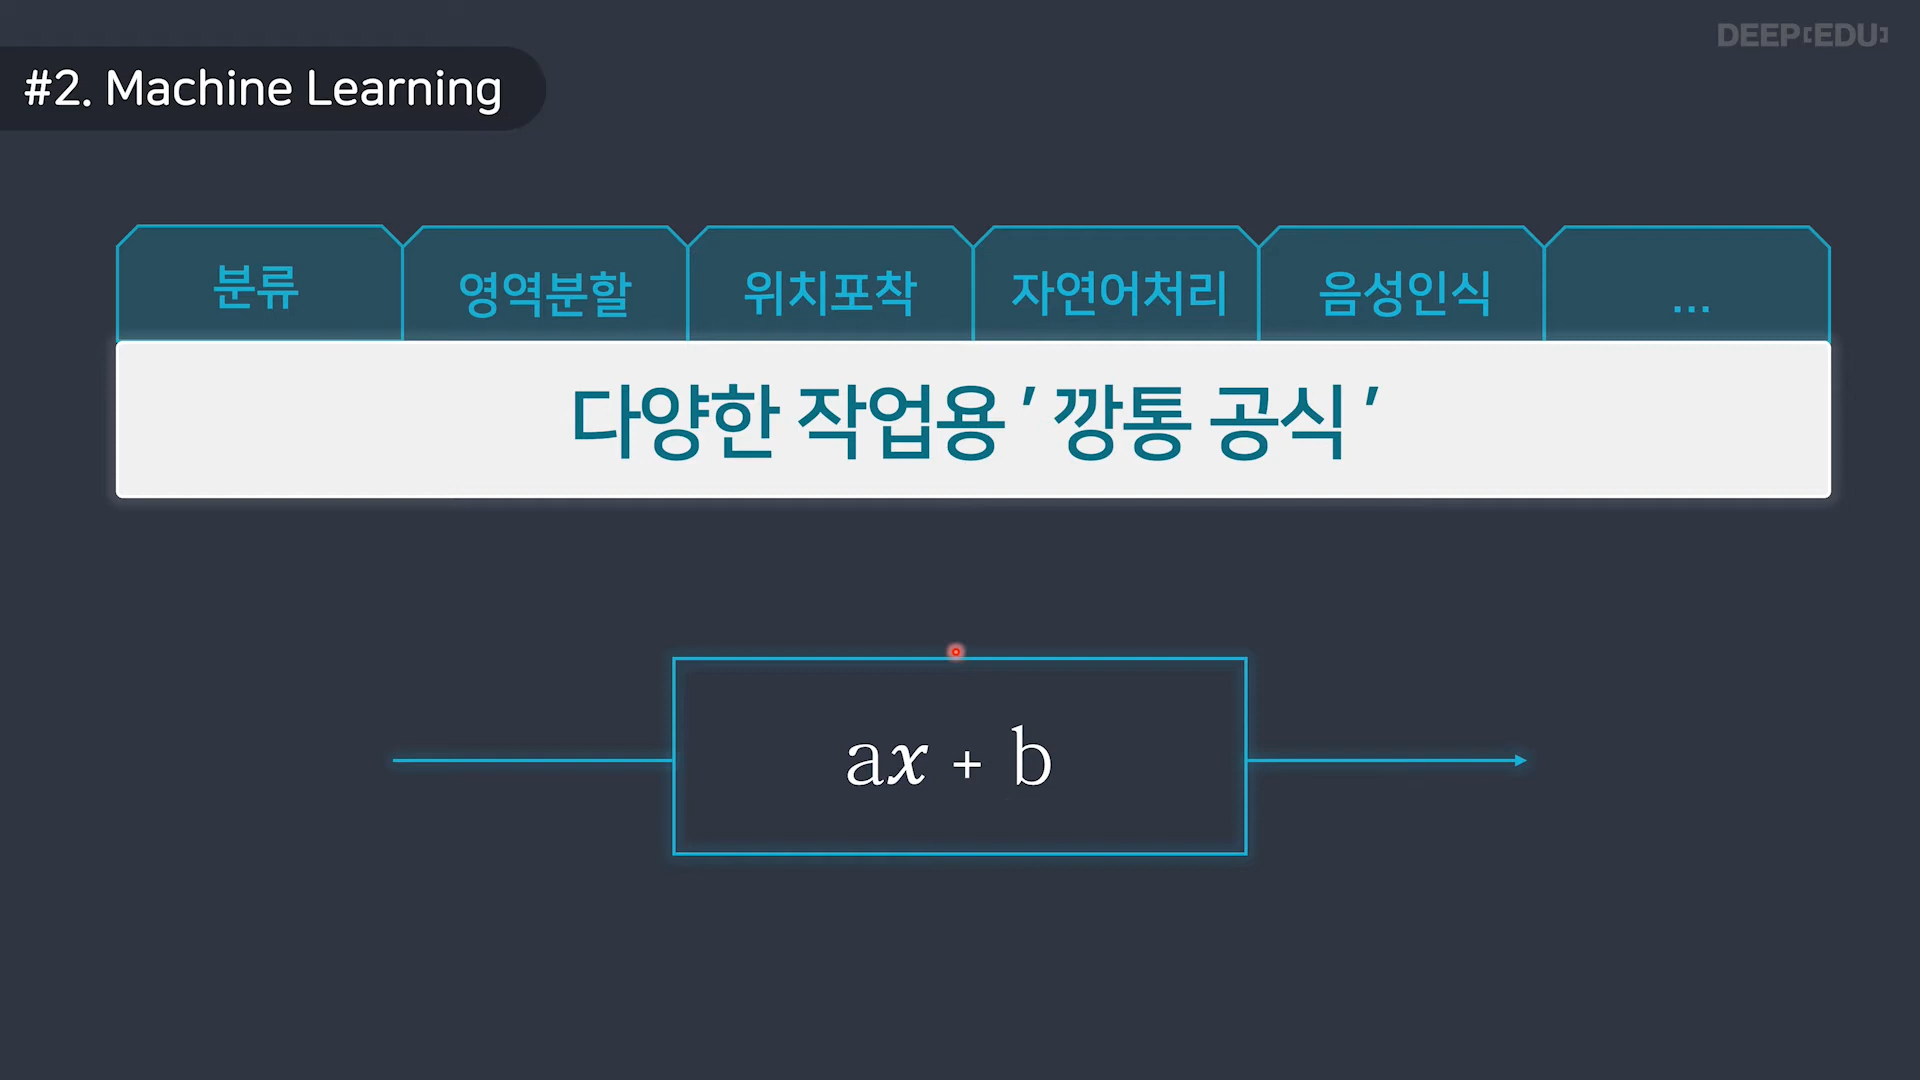 DEEP[EDU]
#2. Machine Learning
분류 영역분할 위치포착 자연어처리 음성인식 ...
다양한 작업용 ' 깡통 공식 '
ax + b